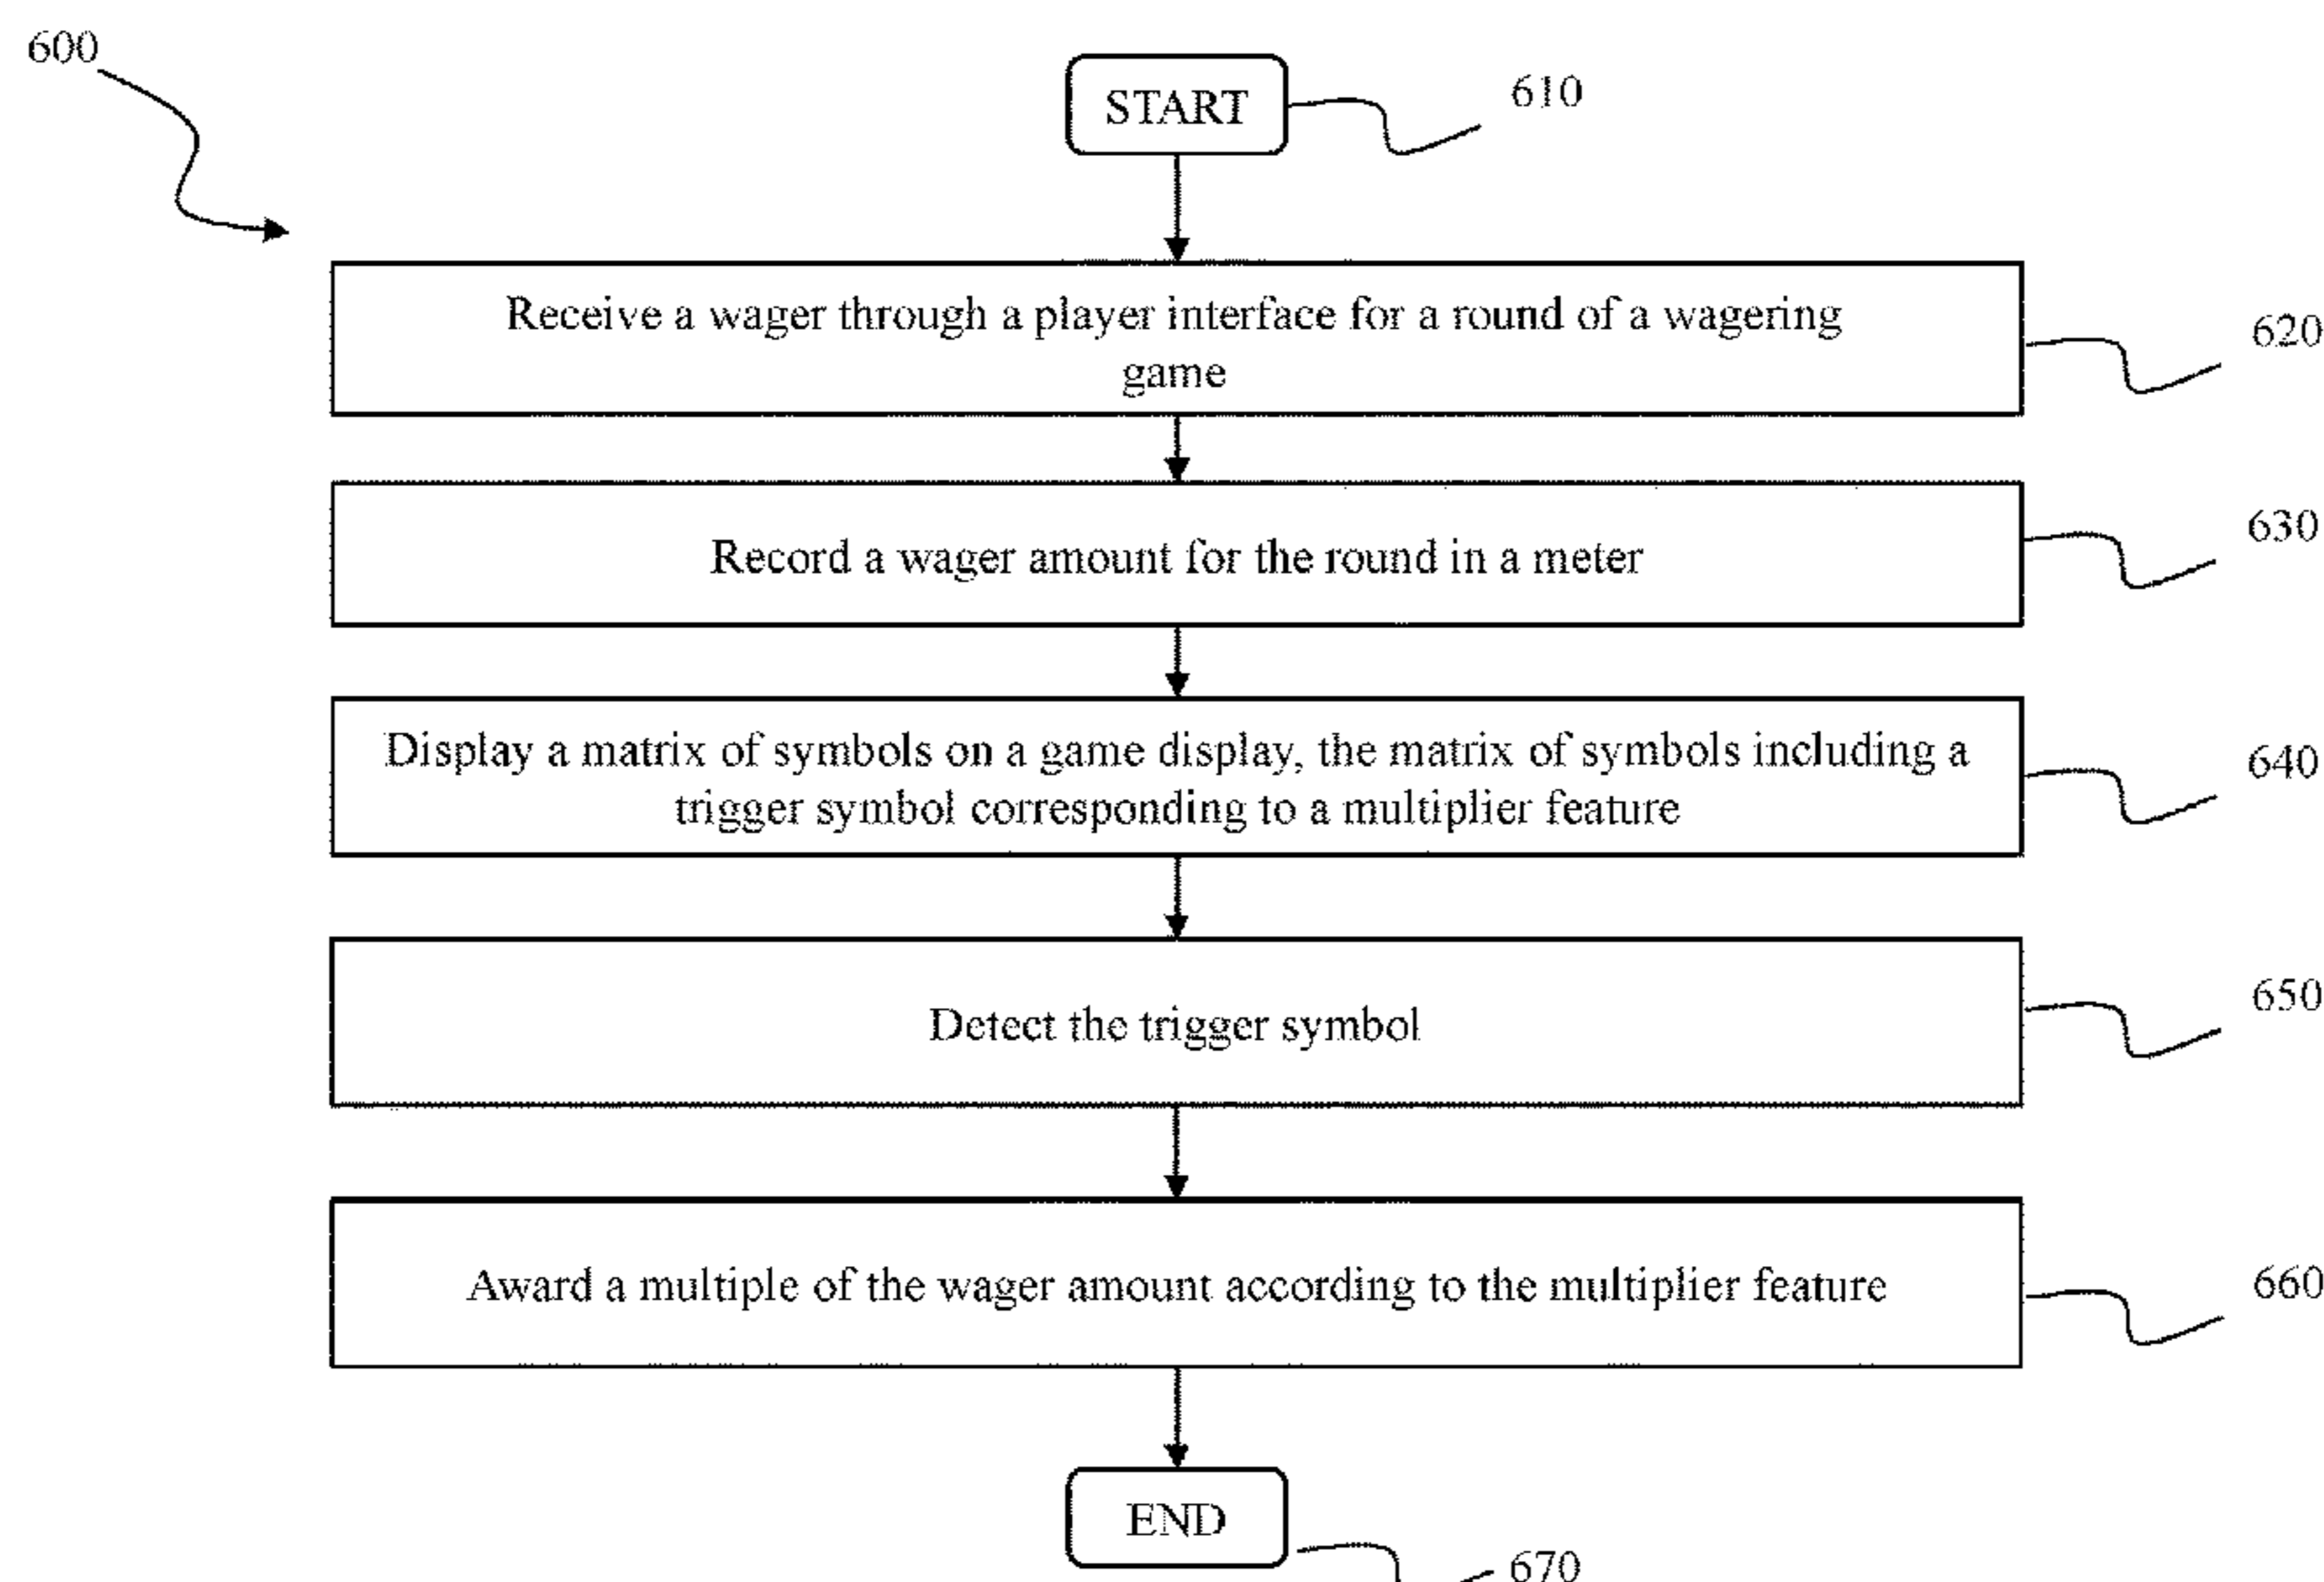 600
START
610
Receive a wager through a player interface for a round of a wagering
game
620
Record a wager amount for the round in a meter
630
Display a matrix of symbols on a game display, the matrix of symbols including a
trigger symbol corresponding to a multiplier feature
640
Detect the trigger symbol
650
Award a multiple of the wager amount according to the multiplier feature
660
END
670